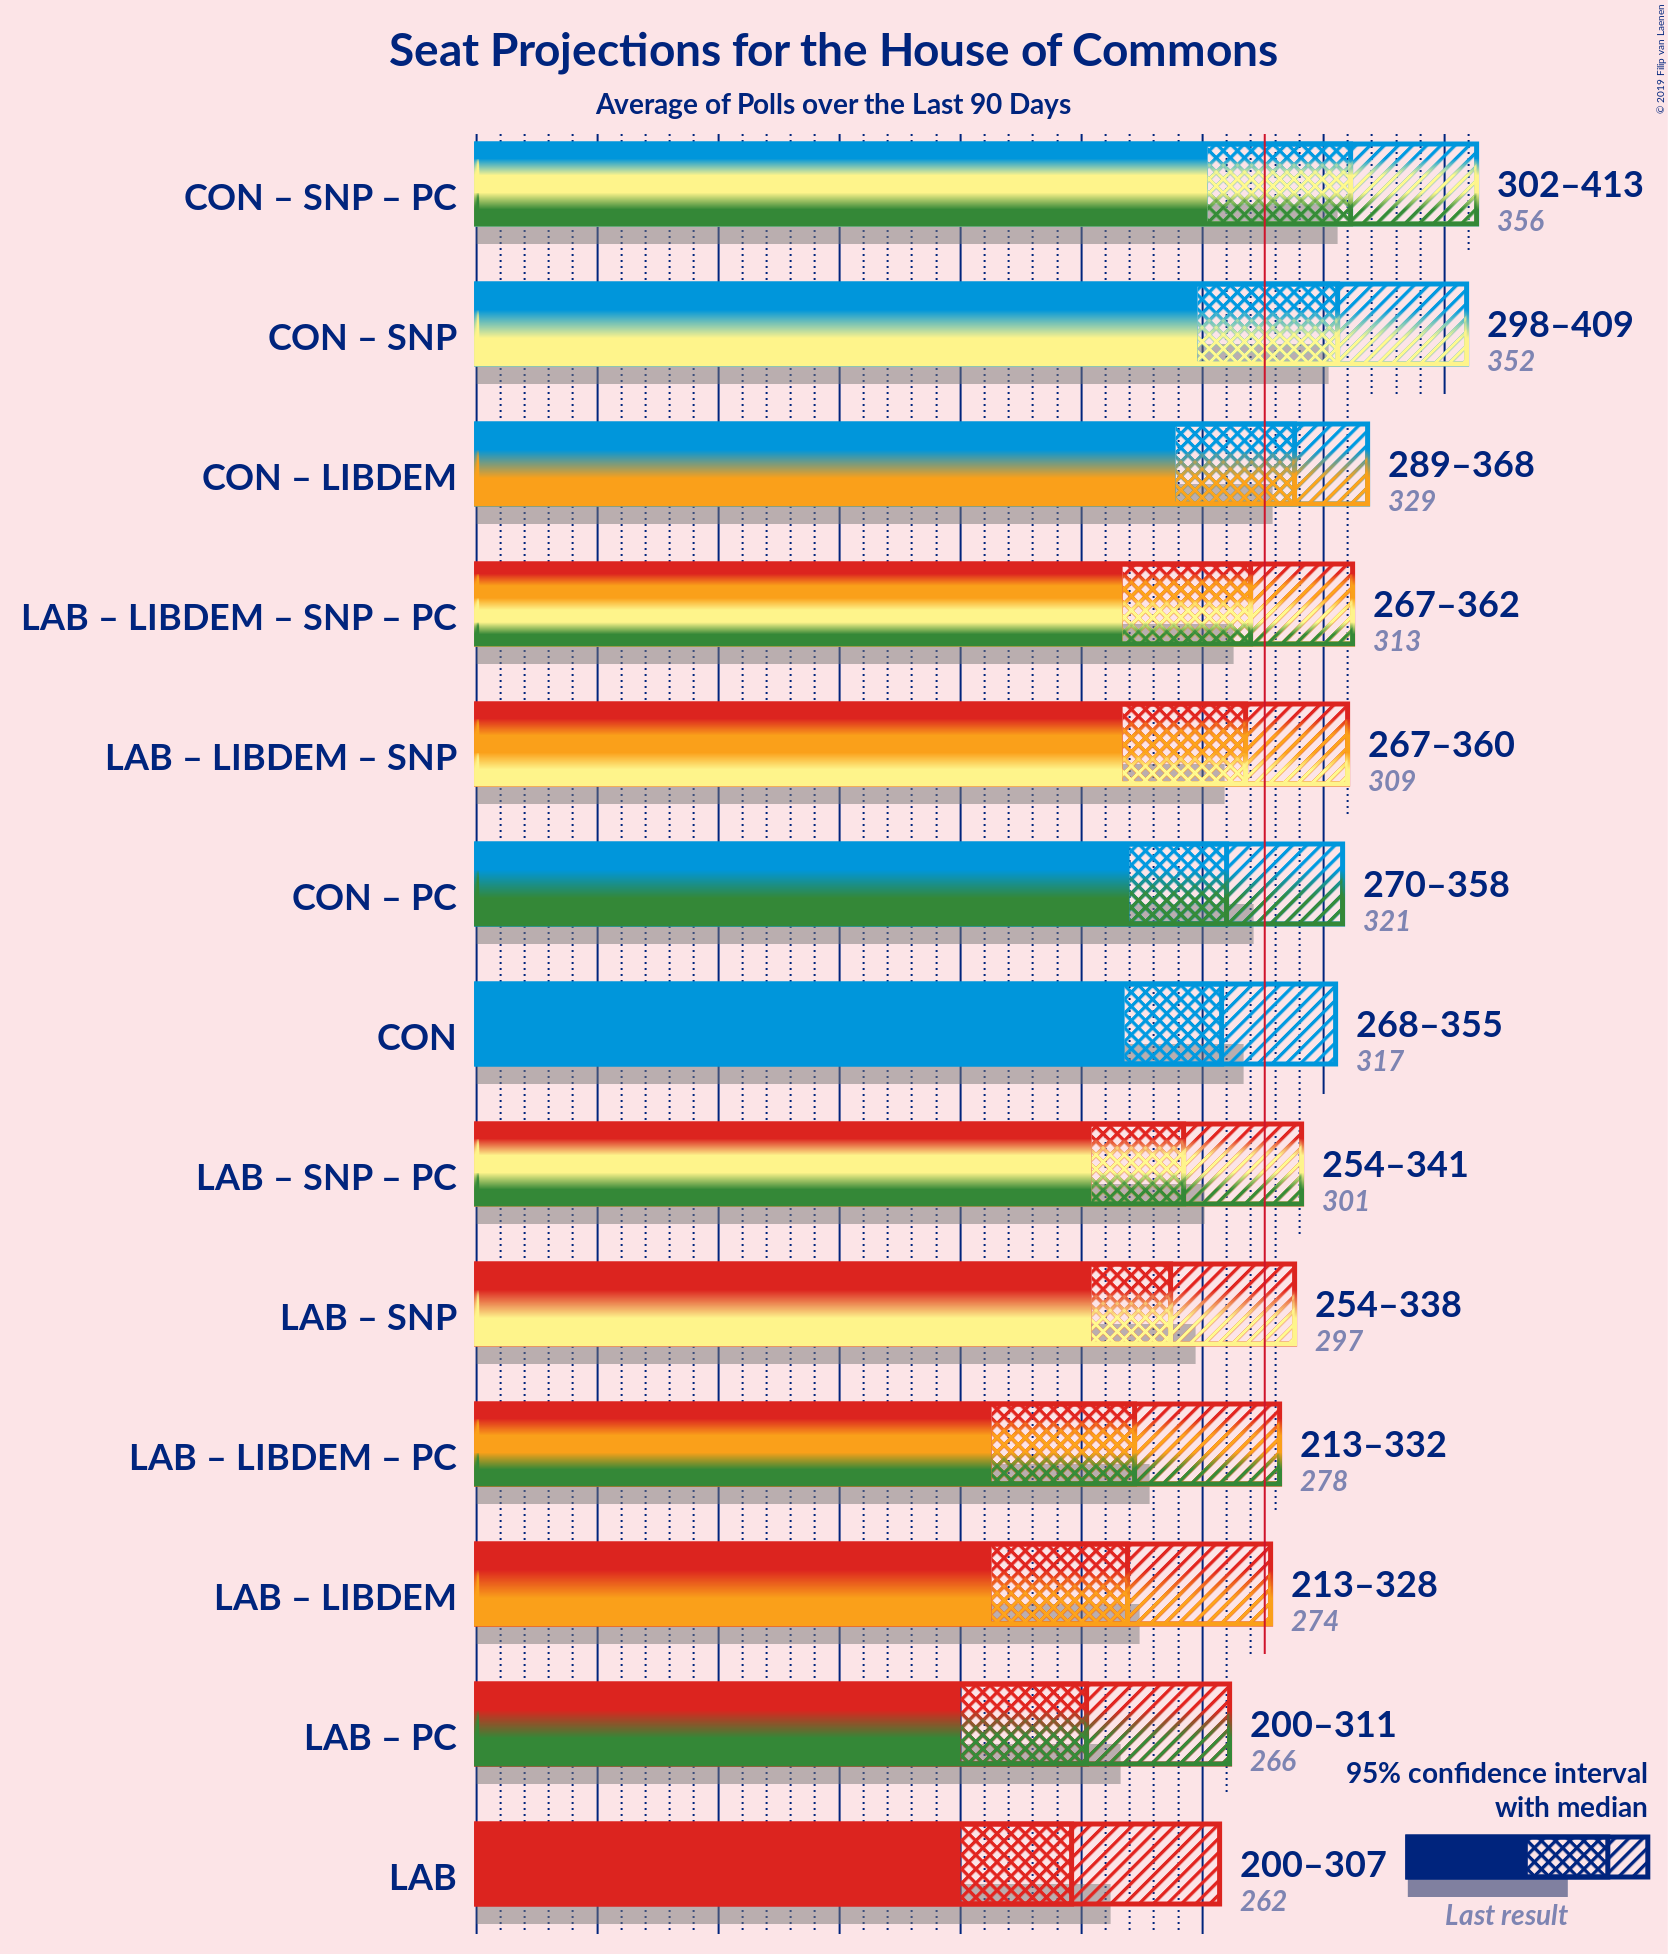 Seat Projections for the House of Commons
Average of Polls over the Last 90 Days
© 2019 Filip van Laenen
CON – SNP – PC
302–413
356
CON – SNP
298–409
352
CON – LIBDEM
289–368
329
LAB – LIBDEM – SNP – PC
267–362
313
LAB – LIBDEM – SNP
267–360
309
CON – PC
270–358
321
CON
268–355
317
LAB – SNP – PC
254–341
301
LAB – SNP
254–338
297
LAB – LIBDEM – PC
213–332
278
LAB – LIBDEM
213–328
274
LAB – PC
200–311
266
LAB
200–307
262
95% confidence interval
with median
Last result